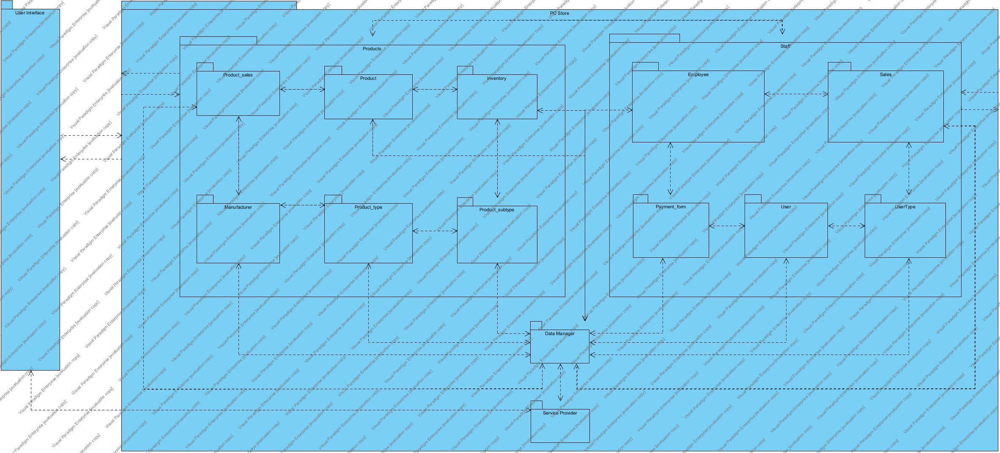 User Interface
PC Store
Products
Staff
Product_sales
Product
Inventory
Employee
Sales
Manufacturer
Product_type
Product_subtype
Payment_form
User
UserType
Data Manager
Service Provider
Visual Paradigm Enterprise [evaluation copy]